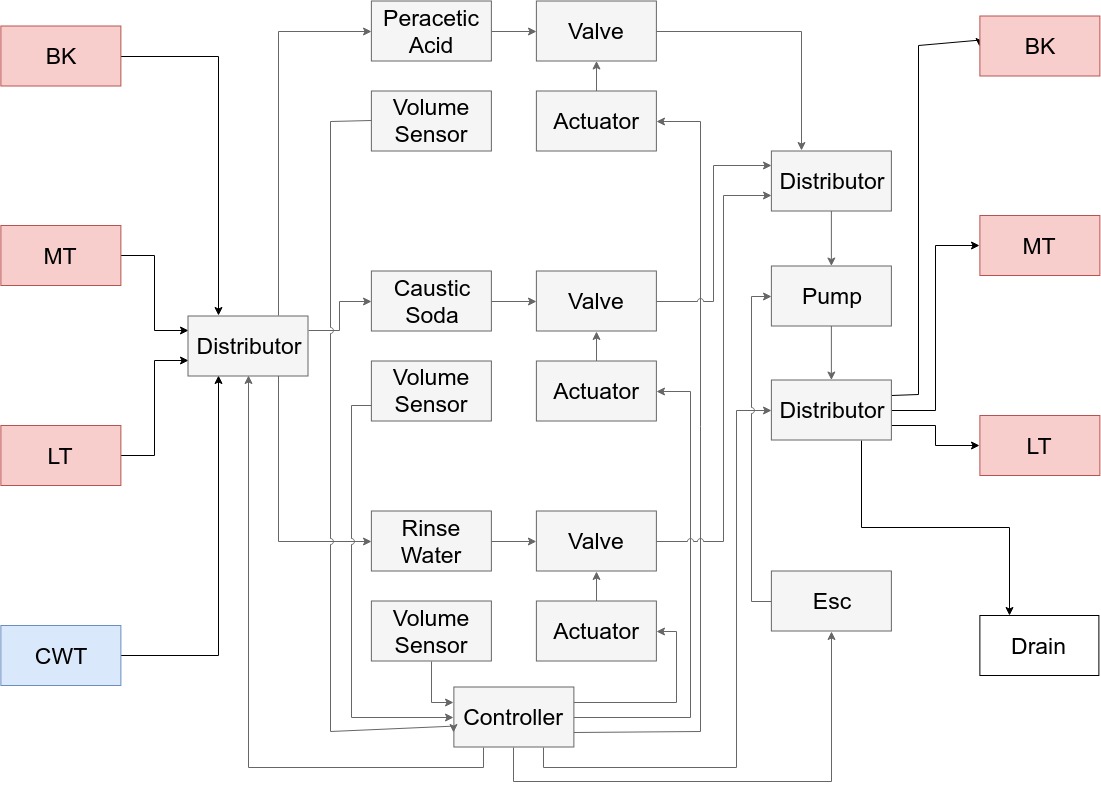 Peracetic
Acid
Valve
BK
BK
Volume
Sensor
Actuator
Distributor
MT
MT
Caustic
Soda
Valve
Pump
Distributor
Volume
Sensor
Actuator
Distributor
LT
LT
Rinse
Water
Valve
Esc
Volume
Sensor
Actuator
CWT
Drain
Controller